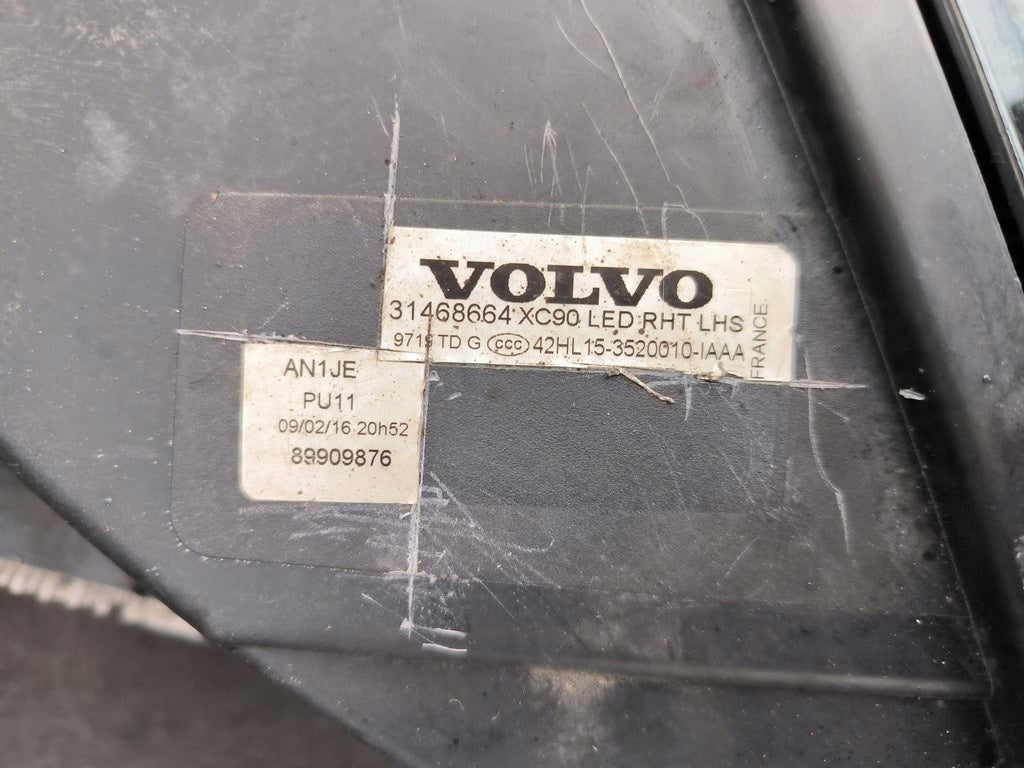 VOLVO
31468664 XC90 LED RHT LHS
9719 TD G CCC 42HL15-3520010-IAAA
FRANCE
AN1JE
PU11
09/02/16 20h52
89909876